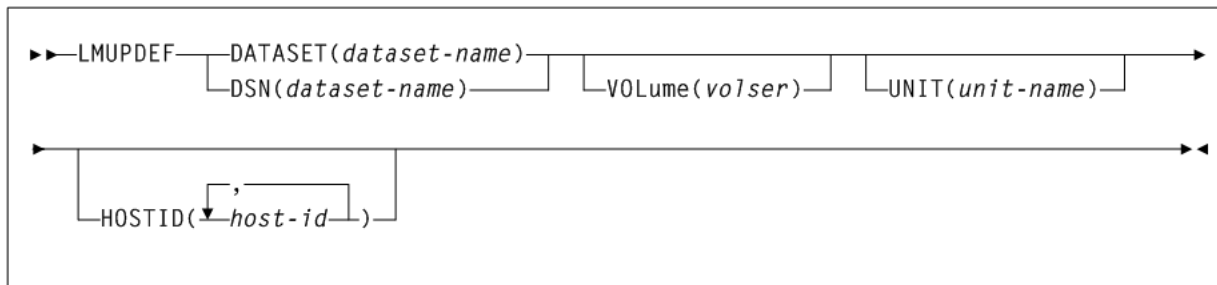 LMUPDEF DATASET(dataset-name)
DSN(dataset-name) VOLume(volser) UNIT(unit-name)
,
HOSTID( host-id )